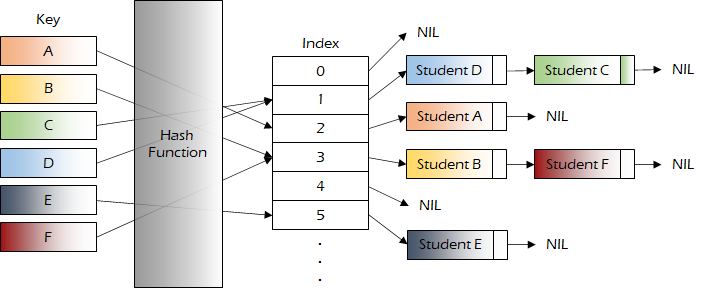 Key
A
B
C
D
E
F
Hash
Function
Index
0
1
2
3
4
5
.
.
.
NIL
Student D
Student C
NIL
Student A
NIL
Student B
Student F
NIL
NIL
Student E
NIL